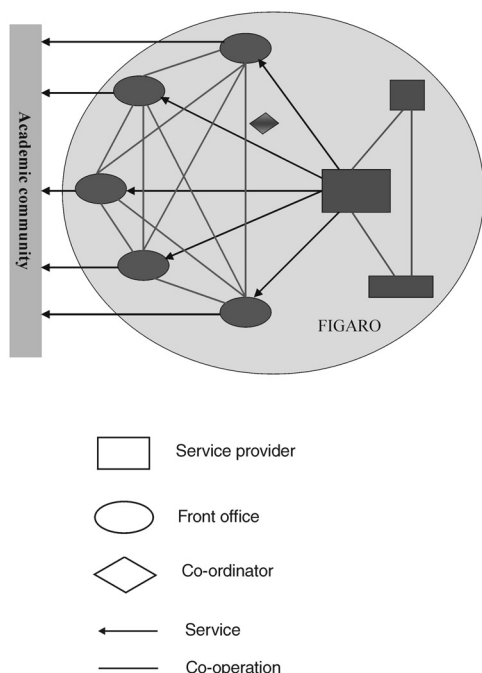 Academic community
FIGARO
Service provider
Front office
Co-ordinator
Service
Co-operation